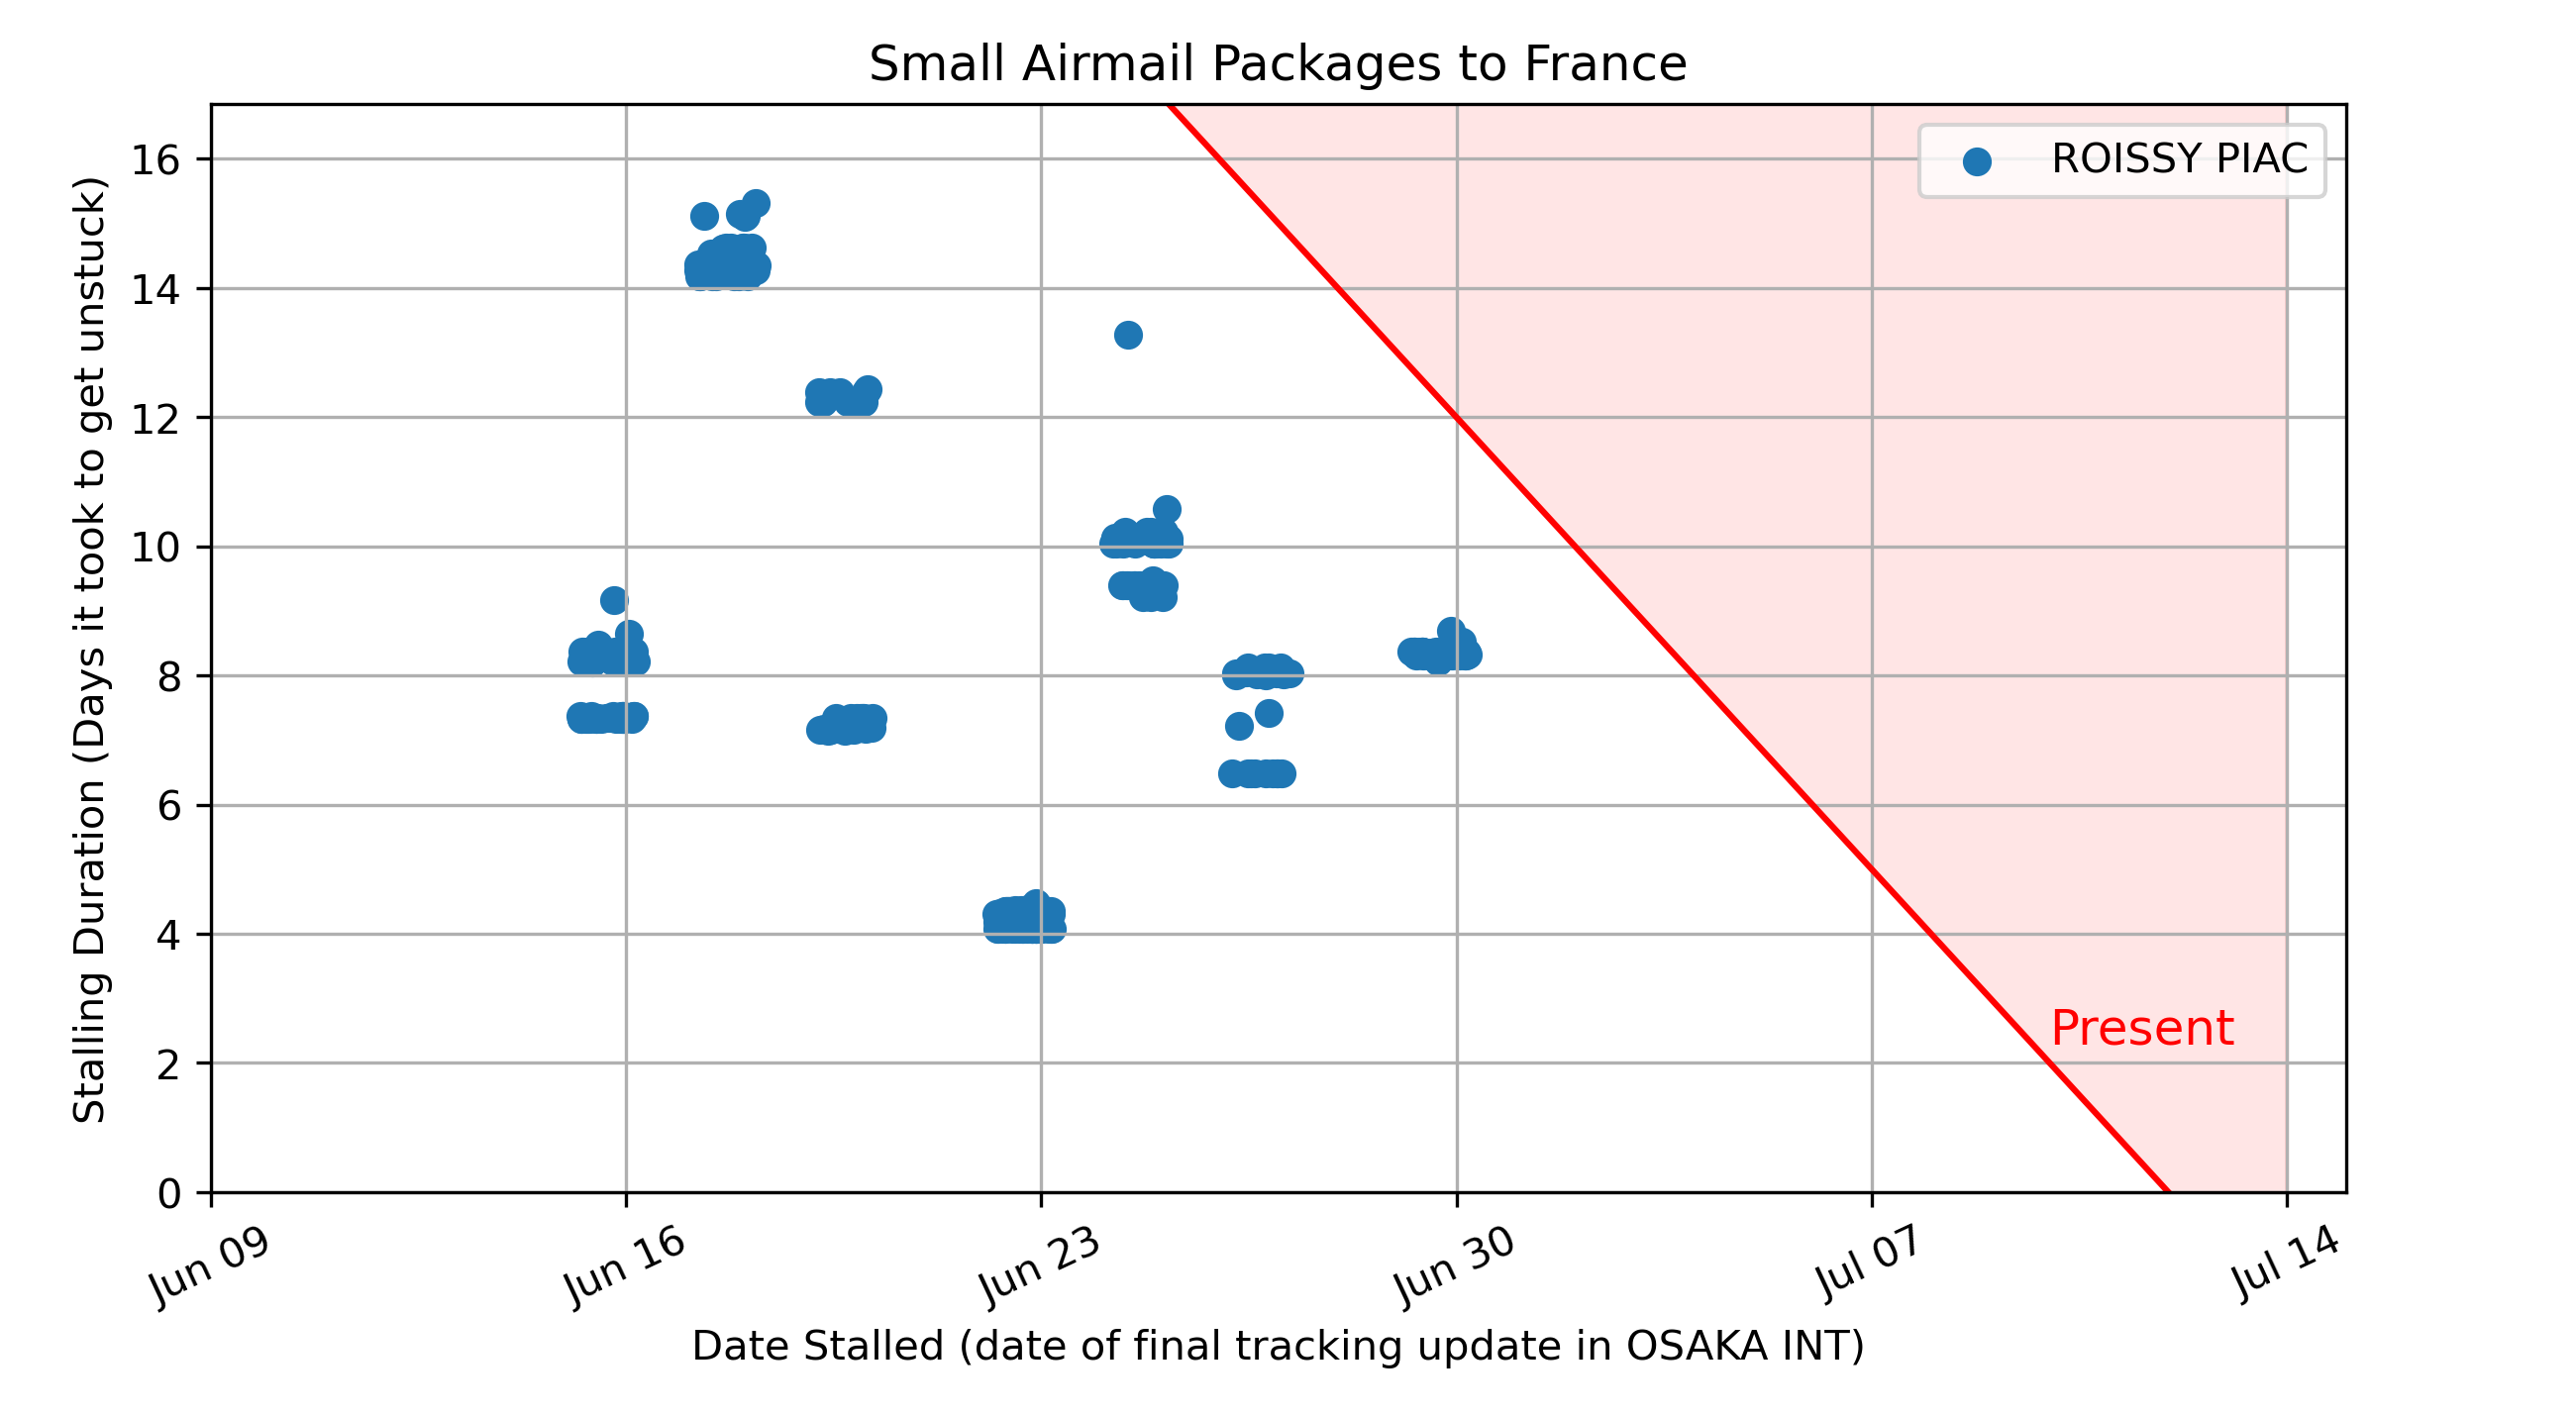 Small Airmail Packages to France
Stalling Duration (Days it took to get unstuck)
16
14
12
10
8
6
4
2
0
ROISSY PIAC
Present
Jun 09
Jun 16
Jun 23
Jun 30
Jul 07
Jul 14
Date Stalled (date of final tracking update in OSAKA INT)